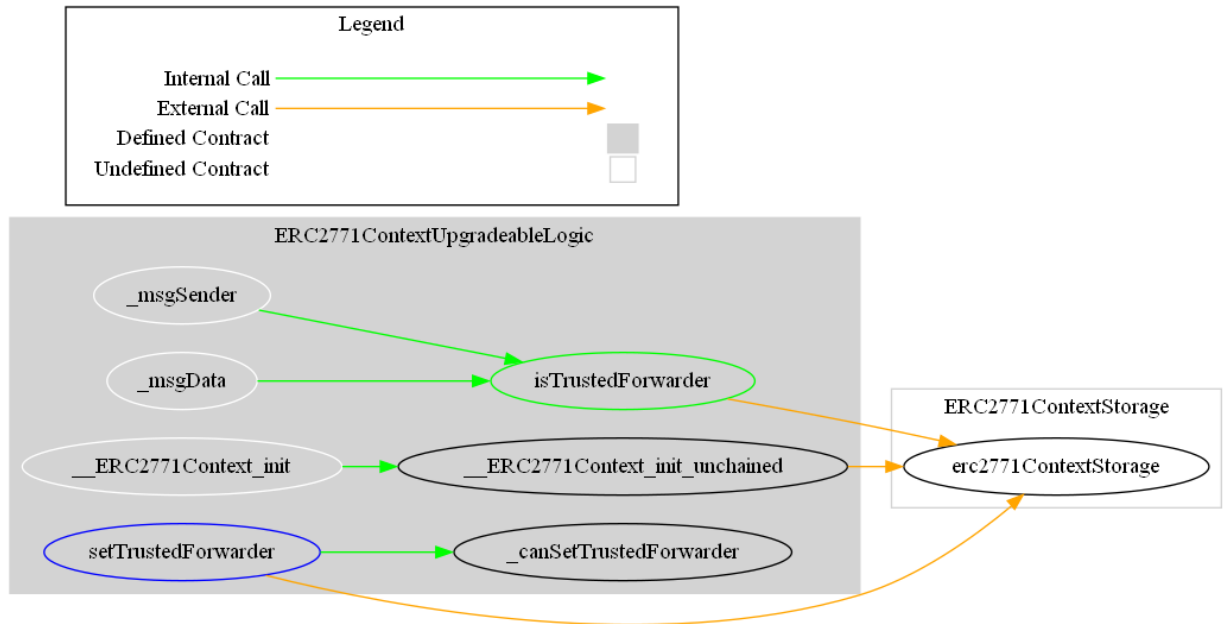 Legend
Internal Call
External Call
Defined Contract
Undefined Contract
ERC2771ContextUpgradeableLogic
_msgSender
_msgData
isTrustedForwarder
ERC2771ContextStorage
__ERC2771Context_init
__ERC2771Context_init_unchained
erc2771ContextStorage
setTrustedForwarder
_canSetTrustedForwarder